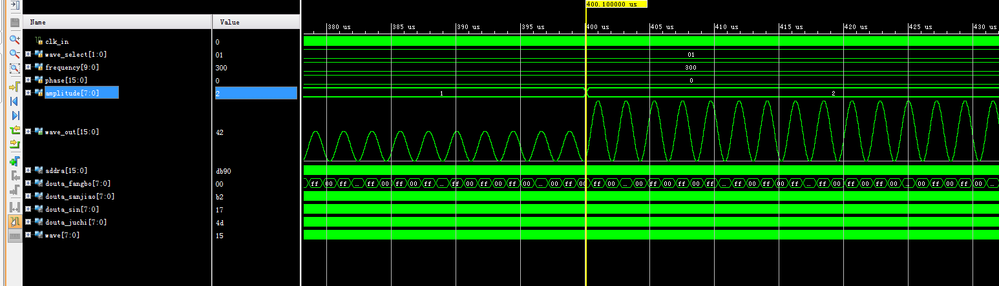 400.100000 us
Name Value
380 us 385 us 390 us 395 us 400 us 405 us 410 us 415 us 420 us 425 us 430 us
clk_in 0
wave_select[1:0] 01 01
frequency[9:0] 300 300
phase[15:0] 0 0
amplitude[7:0] 2 1 2
wave_out[15:0] 42
addra[15:0] db90
douta_fangbo[7:0] 00 ff 00 ff ... ff 00 ff 00 ff ... ff 00 ff 00 ff ... ff 00 ff 00 ... 00 ff 00 ff 00 ff ... ff 00 ff 00 ff ... ff 00 ff 00 ff 00 ... 00 ff 00 ff ...
douta_sanjiao[7:0] b2
douta_sin[7:0] 17
douta_juchi[7:0] 4d
wave[7:0] 15